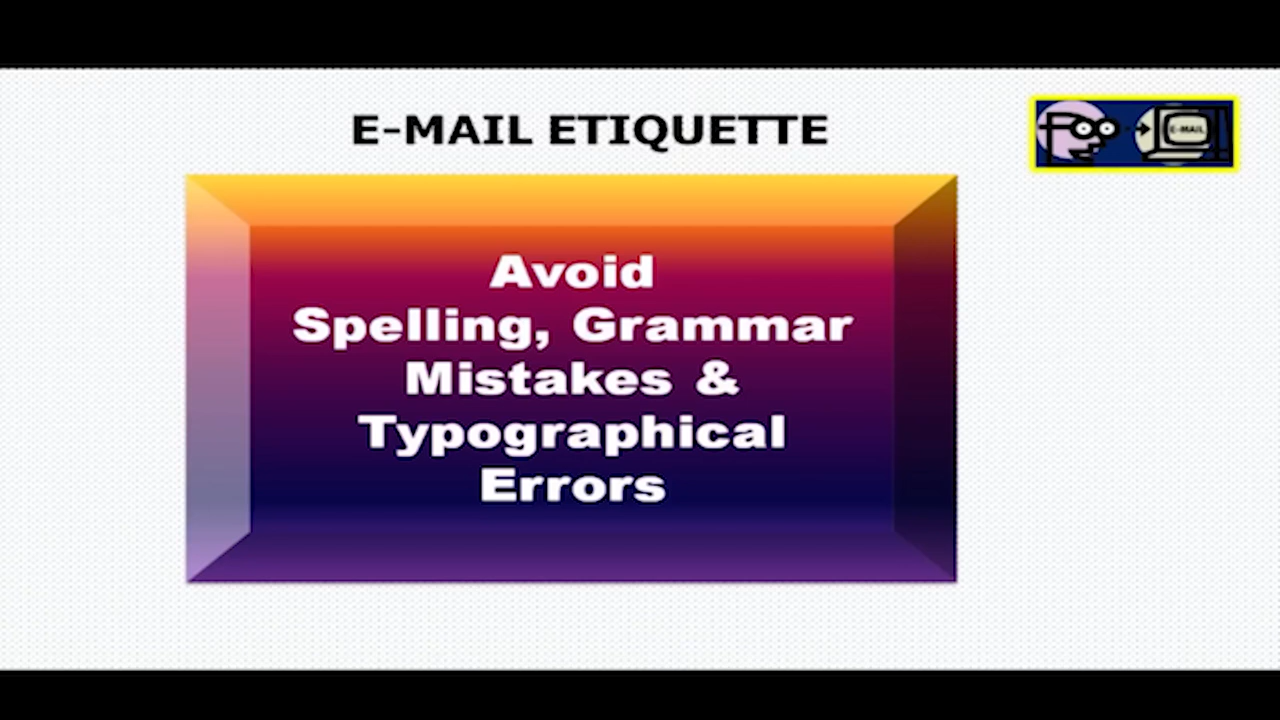 E-MAIL ETIQUETTE
E-MAIL
Avoid
Spelling, Grammar
Mistakes &
Typographical
Errors